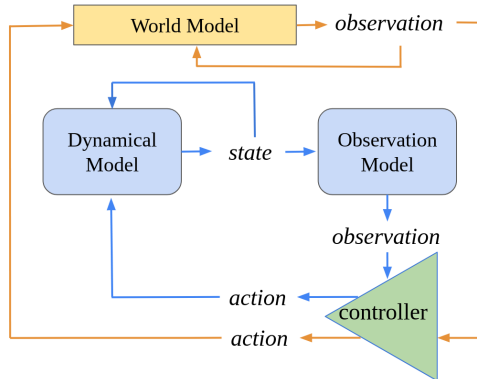 World Model
observation
Dynamical
Model
state
Observation
Model
observation
action
controller
action